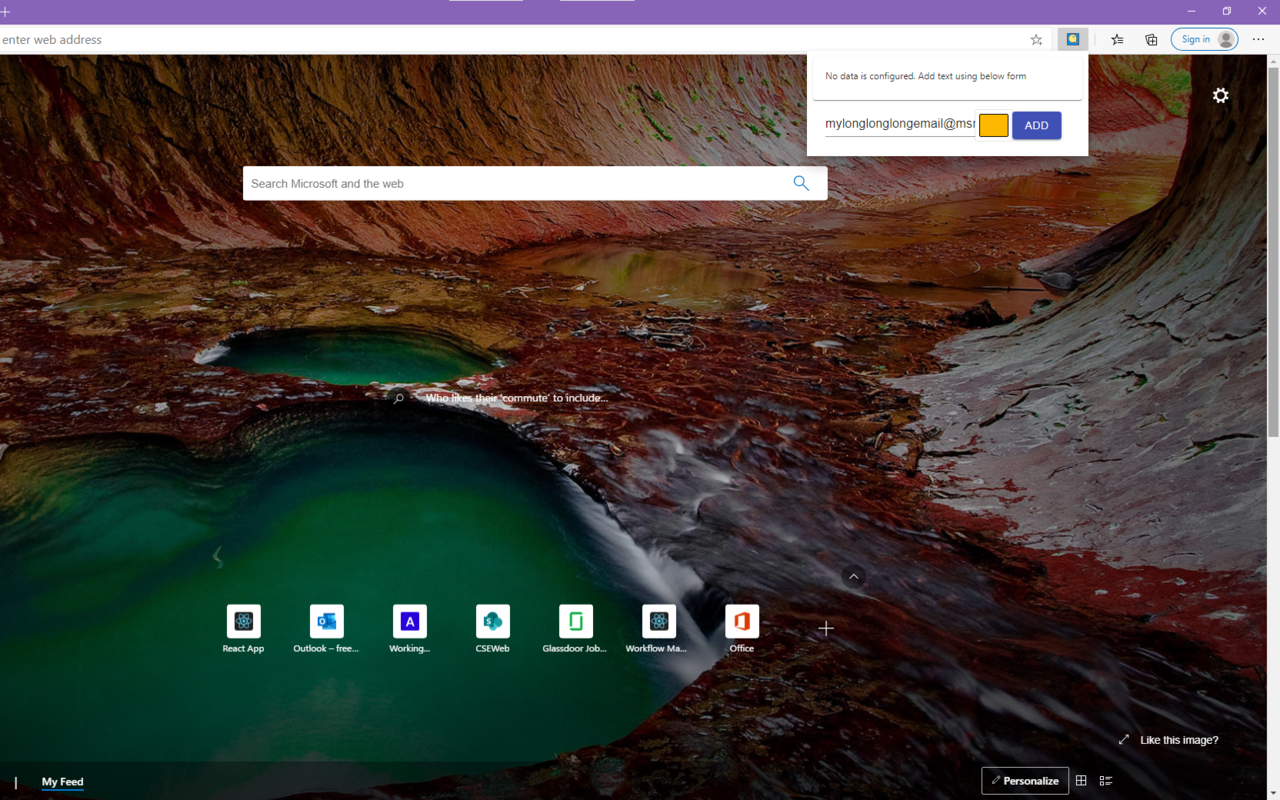 enter web address
Sign in
No data is configured. Add text using below form
mylonglonglongemail@msr
ADD
Search Microsoft and the web
Who likes their 'commute' to include...
A
S
React App
Outlook – free...
Working...
CSEWeb
Glassdoor Job...
Workflow Ma...
Office
Like this image?
My Feed
Personalize